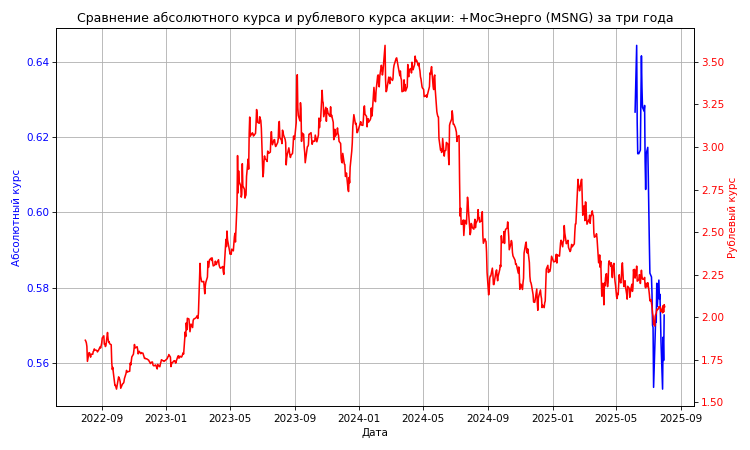 Сравнение абсолютного курса и рублевого курса акции: +МосЭнерго (MSNG) за три года
0.64
0.62
0.60
0.58
0.56
Абсолютный курс
3.50
3.25
3.00
2.75
2.50
2.25
2.00
1.75
1.50
Рублевый курс
2022-09 2023-01 2023-05 2023-09 2024-01 2024-05 2024-09 2025-01 2025-05 2025-09
Дата